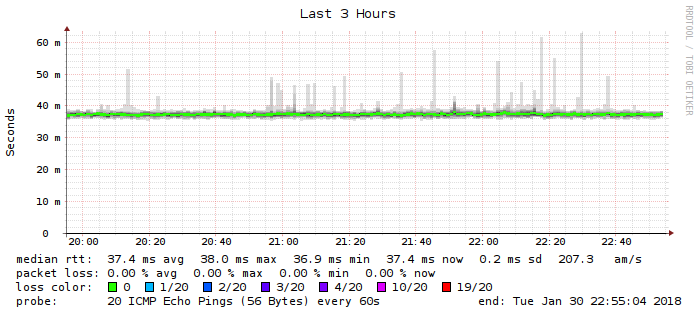 Last 3 Hours
RRDTOOL / TOBI OETIKER
Seconds
60 m
50 m
40 m
30 m
20 m
10 m
0
20:00 20:20 20:40 21:00 21:20 21:40 22:00 22:20 22:40
median rtt: 37.4 ms avg 38.0 ms max 36.9 ms min 37.4 ms now 0.2 ms sd 207.3 am/s
packet loss: 0.00 % avg 0.00 % max 0.00 % min 0.00 % now
loss color: 0 1/20 2/20 3/20 4/20 10/20 19/20
probe: 20 ICMP Echo Pings (56 Bytes) every 60s end: Tue Jan 30 22:55:04 2018